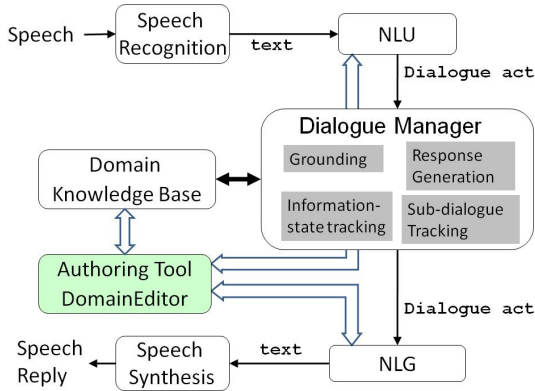 Speech
Speech
Recognition
text
NLU
Dialogue act
Dialogue Manager
Grounding
Response
Generation
Information-
state tracking
Sub-dialogue
Tracking
Domain
Knowledge Base
Authoring Tool
DomainEditor
Dialogue act
NLG
text
Speech
Synthesis
Speech
Reply